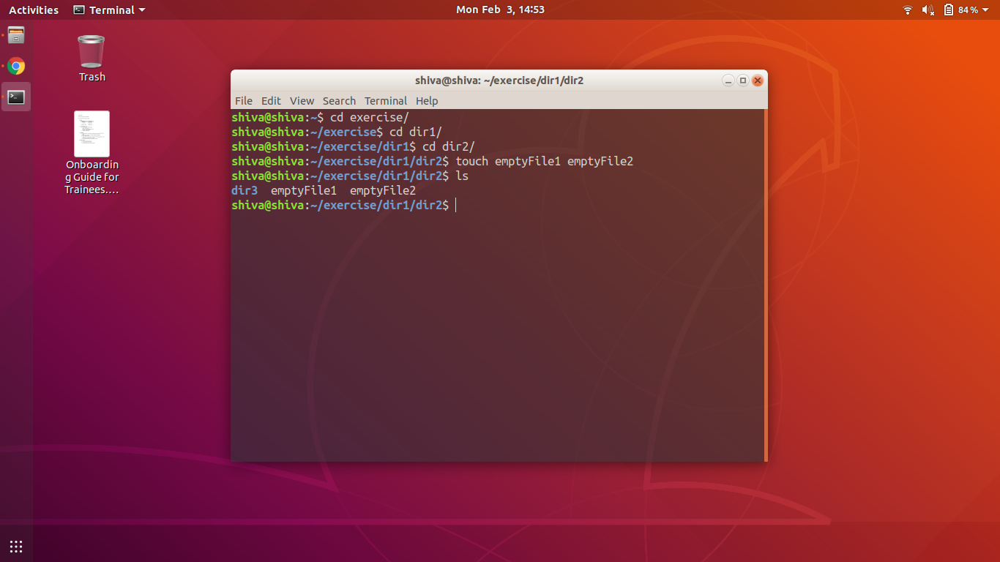 Activities Terminal Mon Feb 3, 14:53 84%
Trash
Onboardin
g Guide for
Trainees....
shiva@shiva: ~/exercise/dir1/dir2
File Edit View Search Terminal Help
shiva@shiva:~$ cd exercise/
shiva@shiva:~/exercise$ cd dir1/
shiva@shiva:~/exercise/dir1$ cd dir2/
shiva@shiva:~/exercise/dir1/dir2$ touch emptyFile1 emptyFile2
shiva@shiva:~/exercise/dir1/dir2$ ls
dir3 emptyFile1 emptyFile2
shiva@shiva:~/exercise/dir1/dir2$